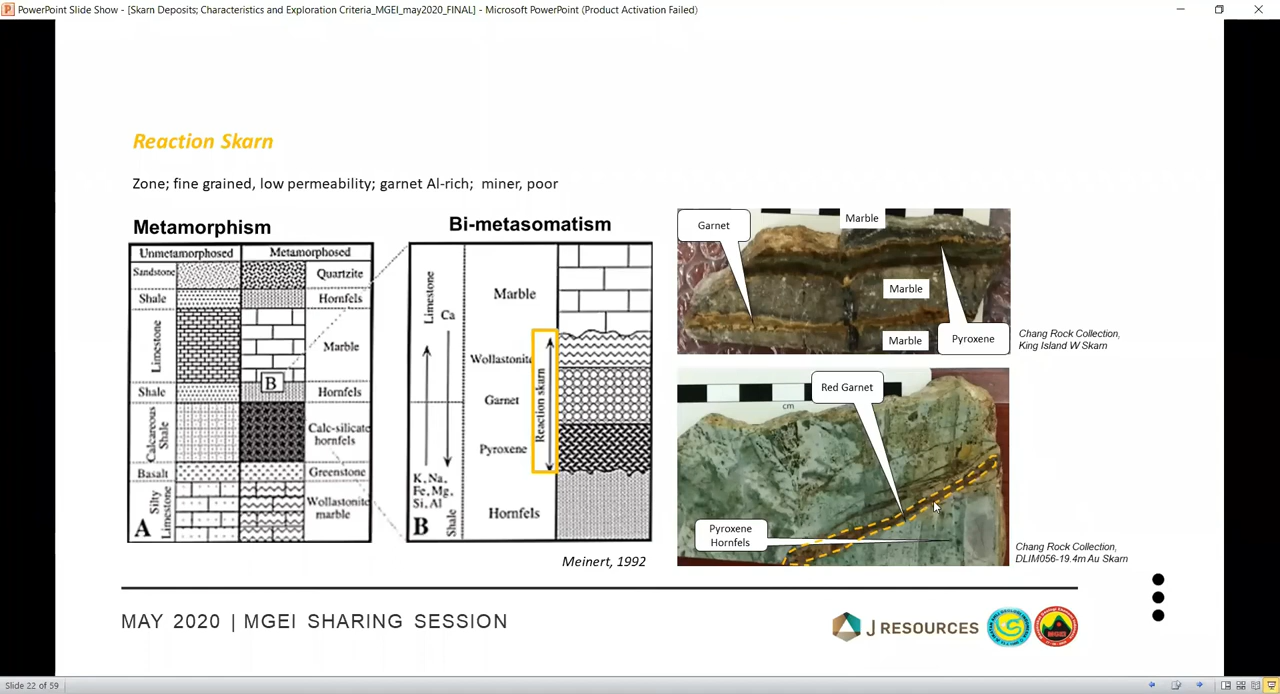 PowerPoint Slide Show - [Skarn Deposits; Characteristics and Exploration Criteria_MGEI_may2020_FINAL] - Microsoft PowerPoint (Product Activation Failed)
Reaction Skarn
Zone; fine grained, low permeability; garnet Al-rich; miner, poor
Metamorphism
Unmetamorphosed
Metamorphosed
Sandstone
Quartzite
Shale
Hornfels
Limestone
Marble
B
Shale
Hornfels
Calcareous Shale
Calc-silicate hornfels
Basalt
Greenstone
Silty Limestone
Wollastonite marble
A
Bi-metasomatism
Limestone
Ca
Marble
Wollastonite
Garnet
Reaction skarn
Pyroxene
K, Na,
Fe, Mg,
Si, Al
Shale
Hornfels
B
Meinert, 1992
Garnet
Marble
Marble
Marble
Pyroxene
Chang Rock Collection,
King Island W Skarn
cm
Red Garnet
Pyroxene
Hornfels
Chang Rock Collection,
DLIM056-19.4m Au Skarn
MAY 2020 | MGEI SHARING SESSION
J RESOURCES
MGEI
Slide 22 of 59